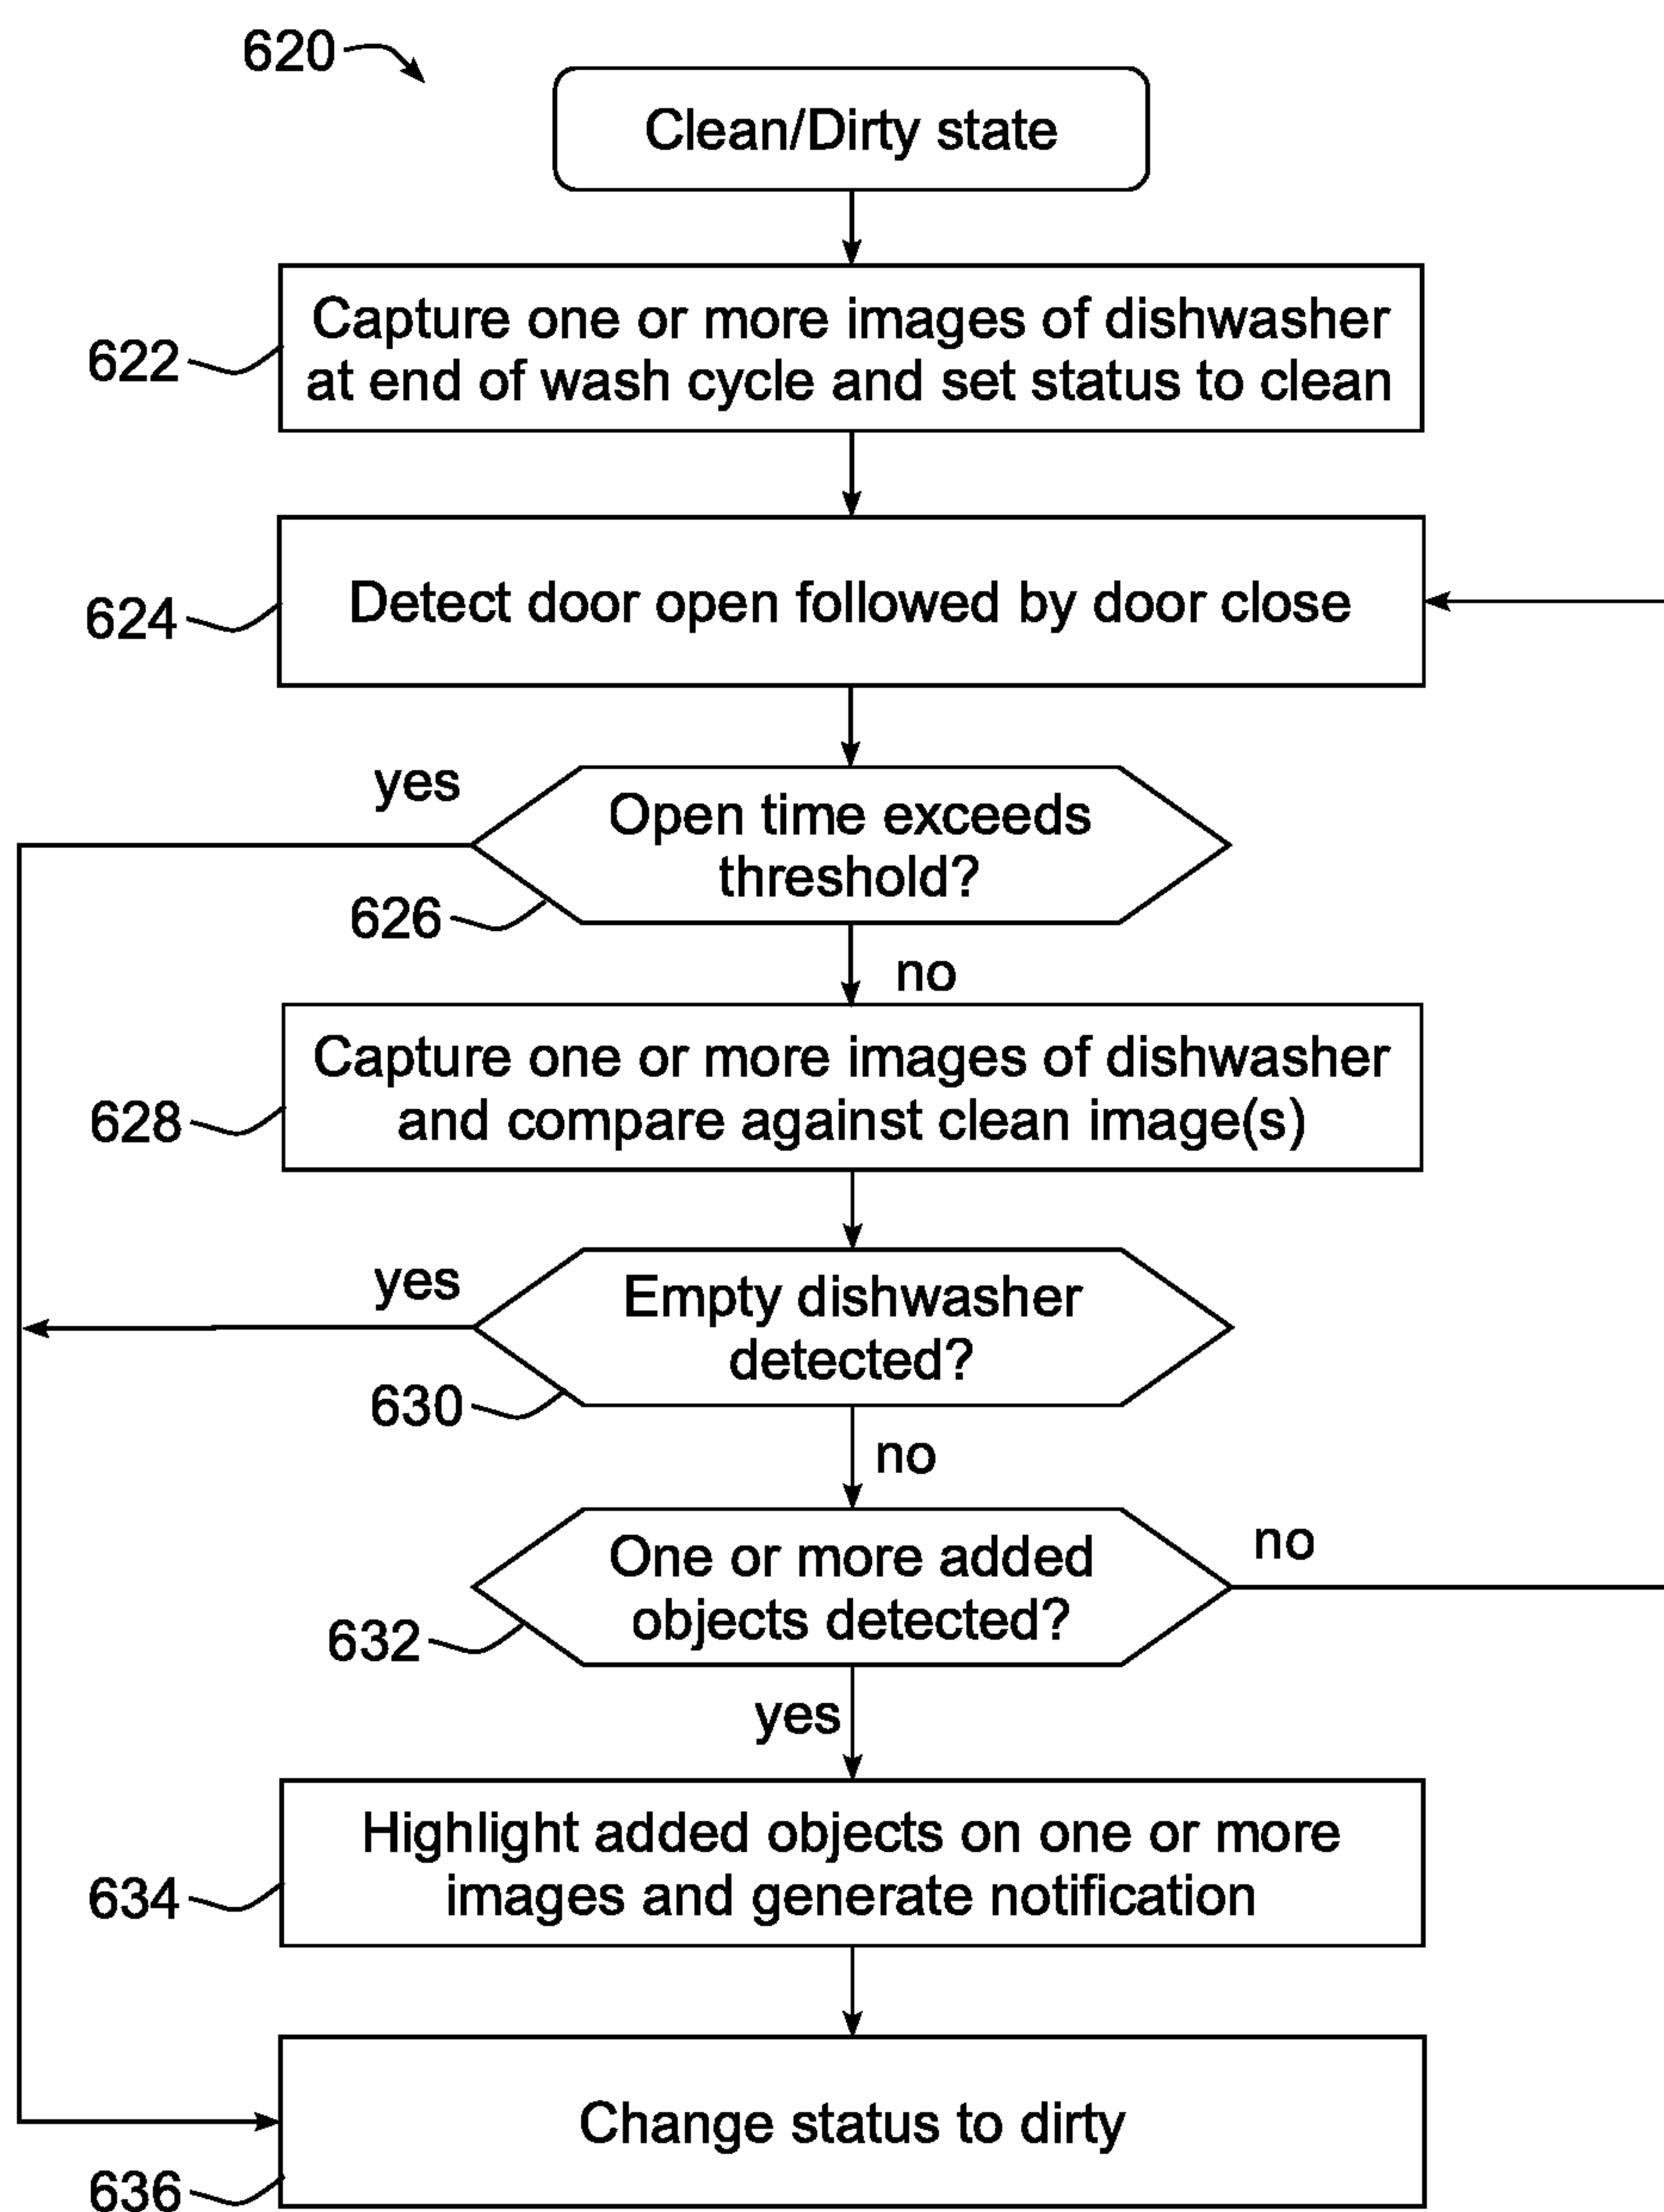 620
Clean/Dirty state
622
Capture one or more images of dishwasher
at end of wash cycle and set status to clean
624
Detect door open followed by door close
yes
Open time exceeds
threshold?
626
no
628
Capture one or more images of dishwasher
and compare against clean image(s)
yes
Empty dishwasher
detected?
630
no
One or more added
objects detected?
no
632
yes
634
Highlight added objects on one or more
images and generate notification
Change status to dirty
636